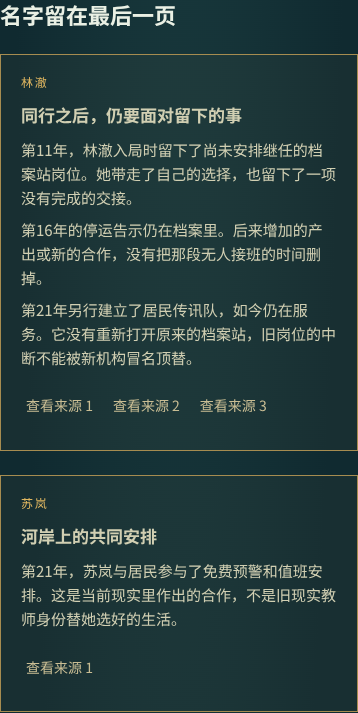 名字留在最后一页
林澈
同行之后，仍要面对留下的事
第11年，林澈入局时留下了尚未安排继任的档
案站岗位。她带走了自己的选择，也留下了一项
没有完成的交接。
第16年的停运告示仍在档案里。后来增加的产
出或新的合作，没有把那段无人接班的时间删
掉。
第21年另行建立了居民传讯队，如今仍在服
务。它没有重新打开原来的档案站，旧岗位的中
断不能被新机构冒名顶替。
查看来源 1 查看来源 2 查看来源 3
苏岚
河岸上的共同安排
第21年，苏岚与居民参与了免费预警和值班安
排。这是当前现实里作出的合作，不是旧现实教
师身份替她选好的生活。
查看来源 1